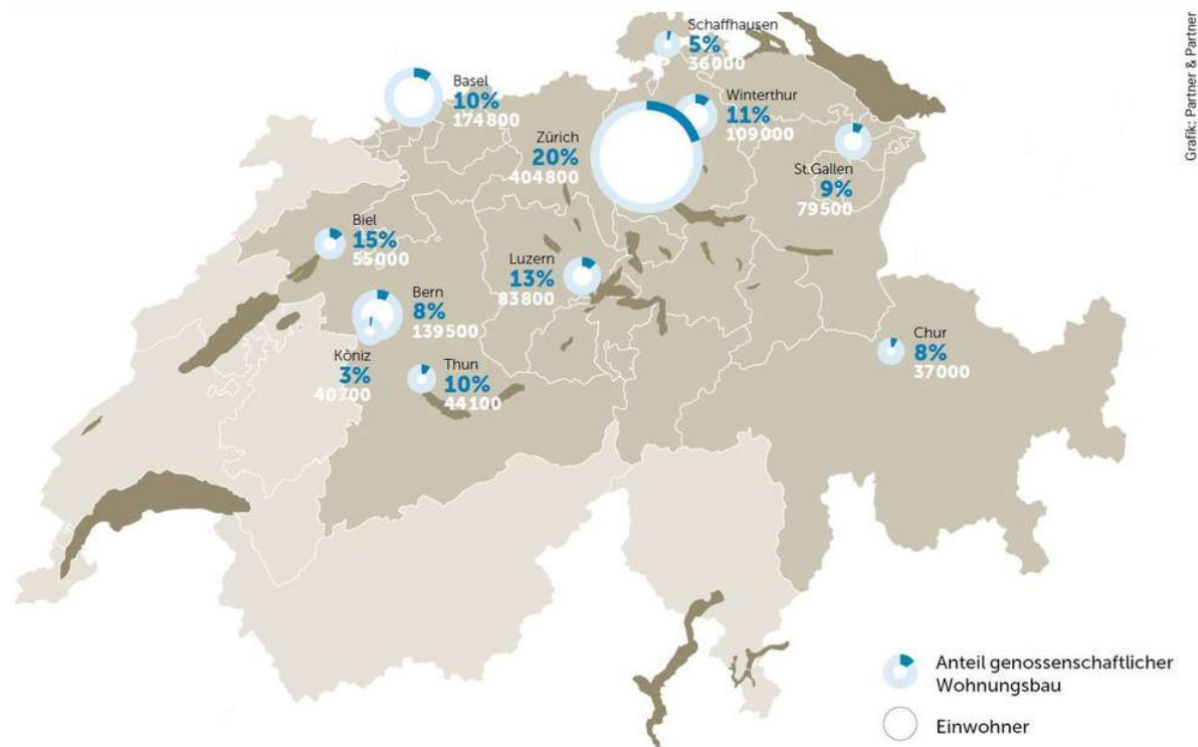 Schaffhausen
5%
36000
Basel
10%
174800
Winterthur
11%
109000
Zürich
20%
404800
St.Gallen
9%
79500
Biel
15%
55000
Luzern
13%
83800
Bern
8%
139500
Chur
8%
37000
Köniz
3%
40700
Thun
10%
44100
Anteil genossenschaftlicher
Wohnungsbau
Einwohner
Grafik: Partner & Partner